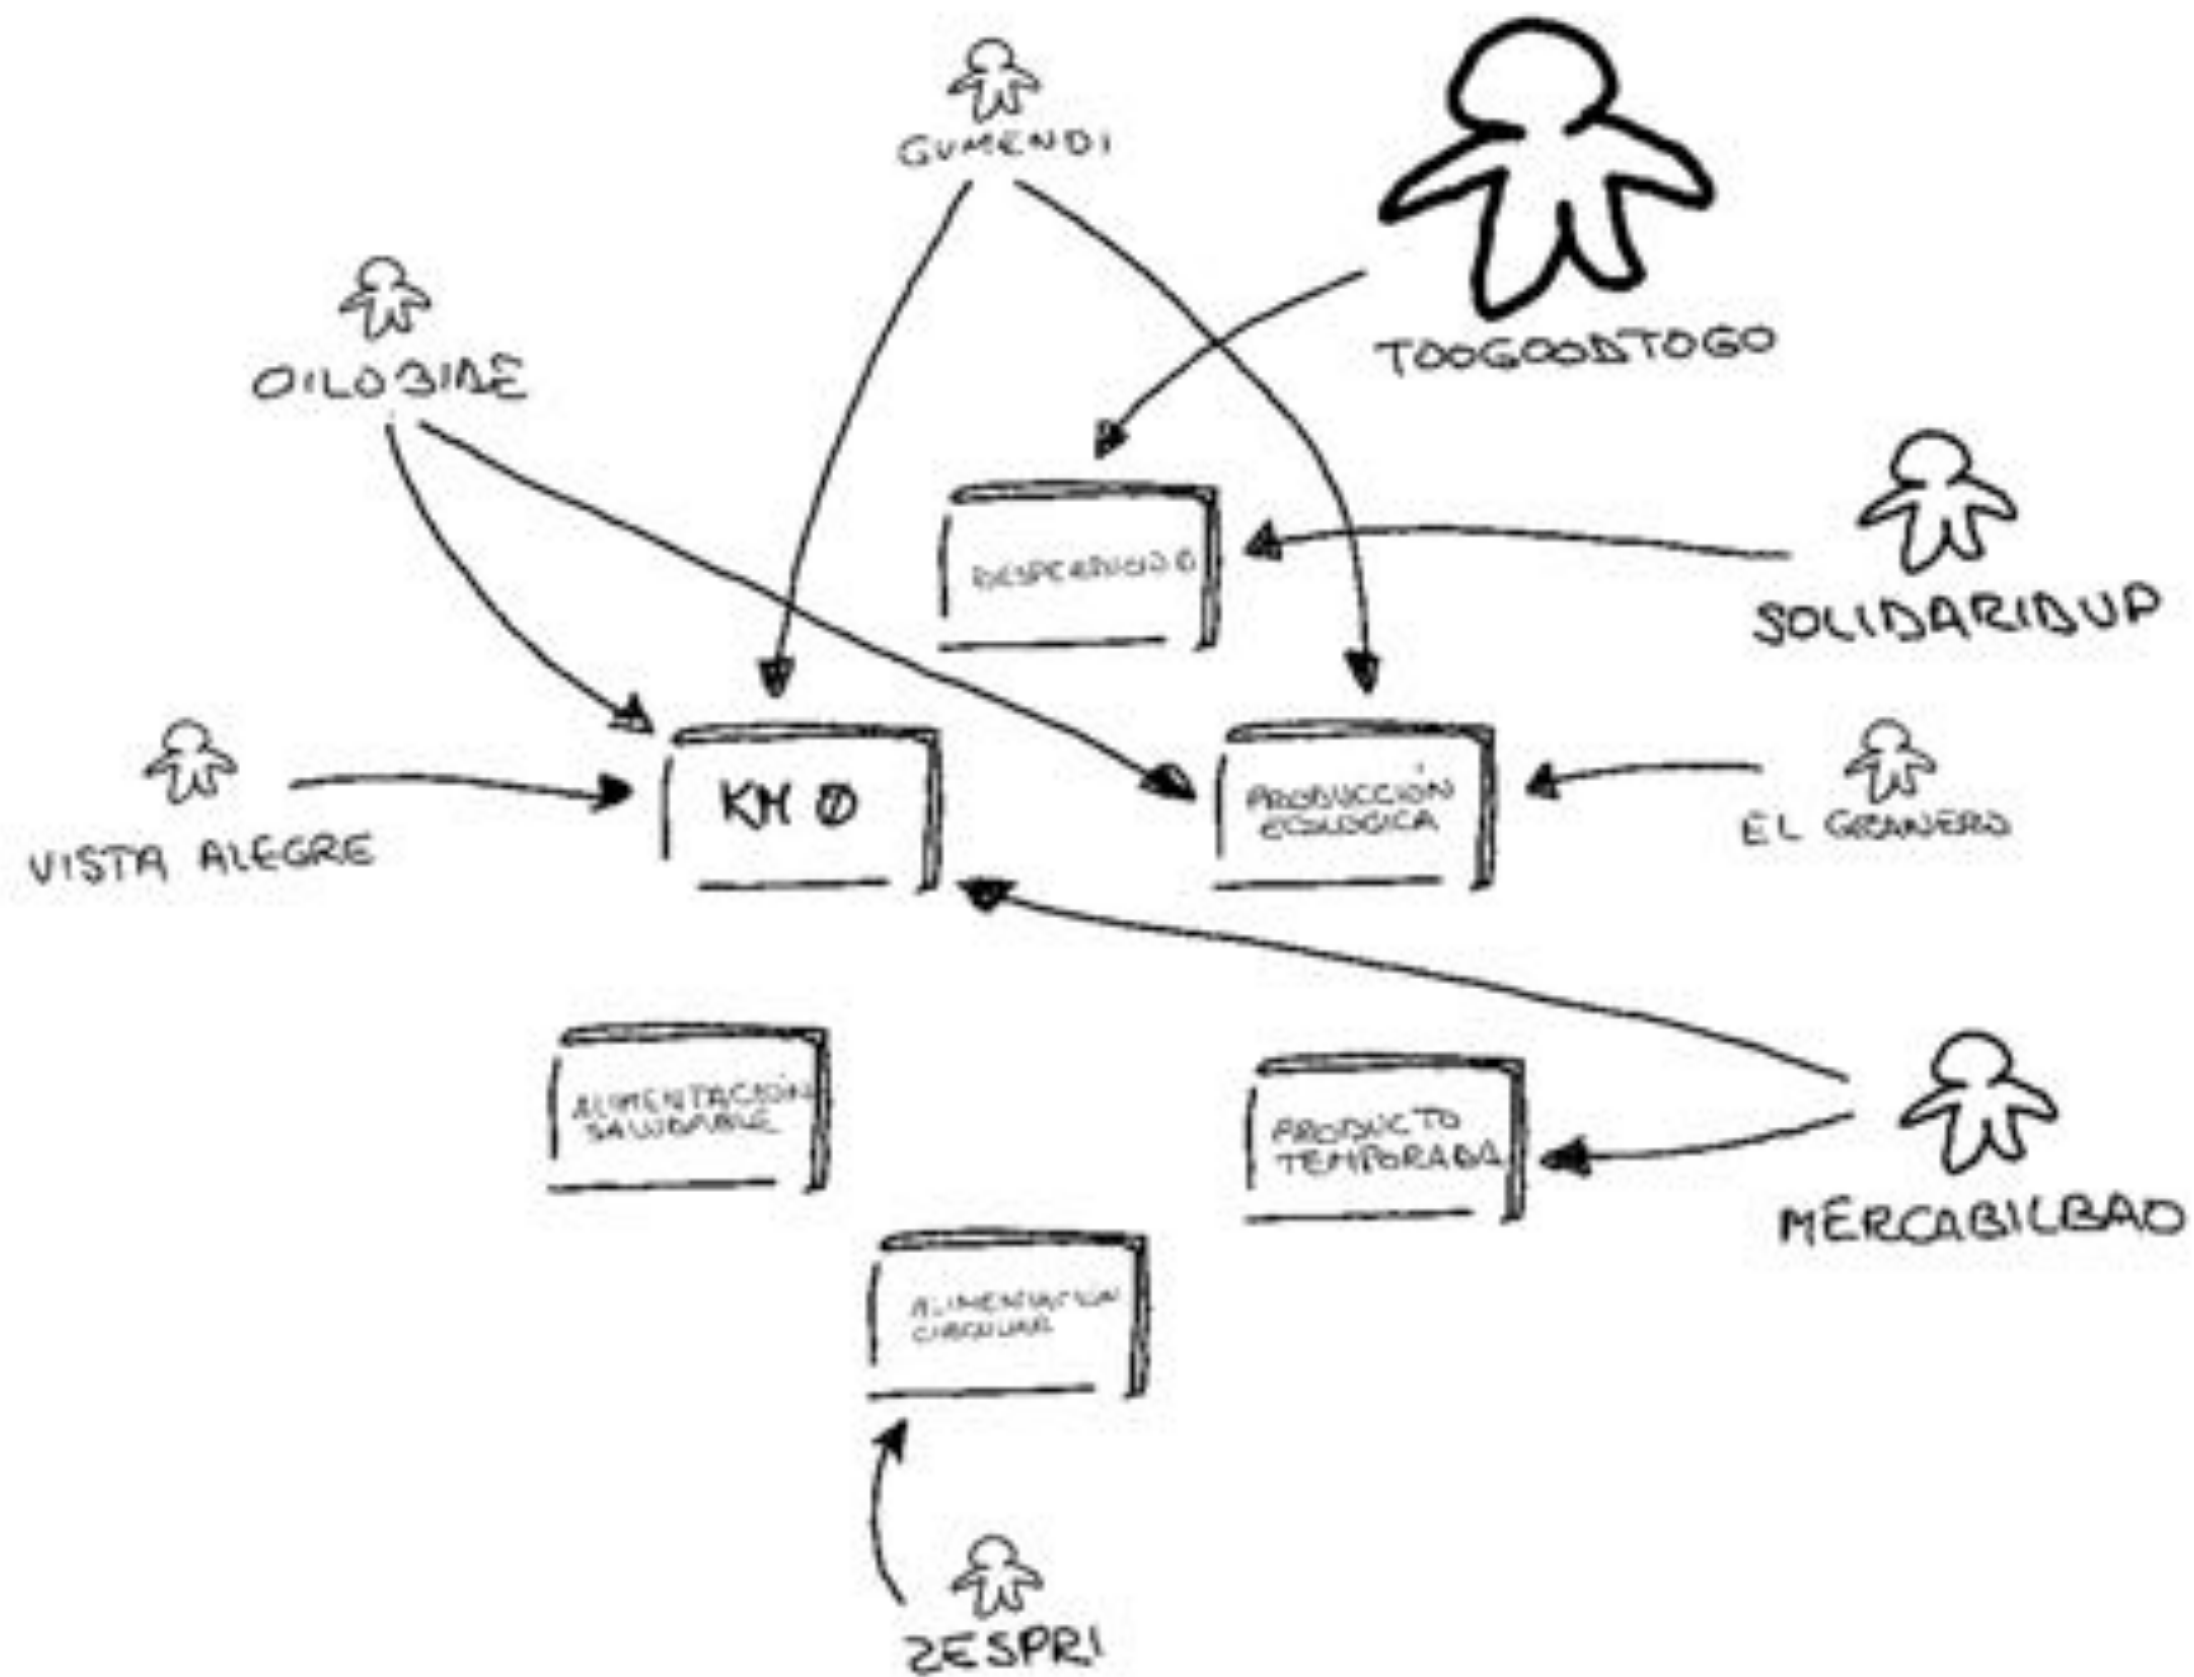 GUMENDI
TOOGOODTOGO
OILOBIDE
DESPERDICIO
SOLIDARIDUP
VISTA ALEGRE
KM 0
PRODUCCIÓN
ECOLOGICA
EL GRANERO
ALIMENTACIÓN
SALUDABLE
PRODUCTO
TEMPORADA
MERCABILBAO
ALIMENTACIÓN
CIRCULAR
ZESPRI